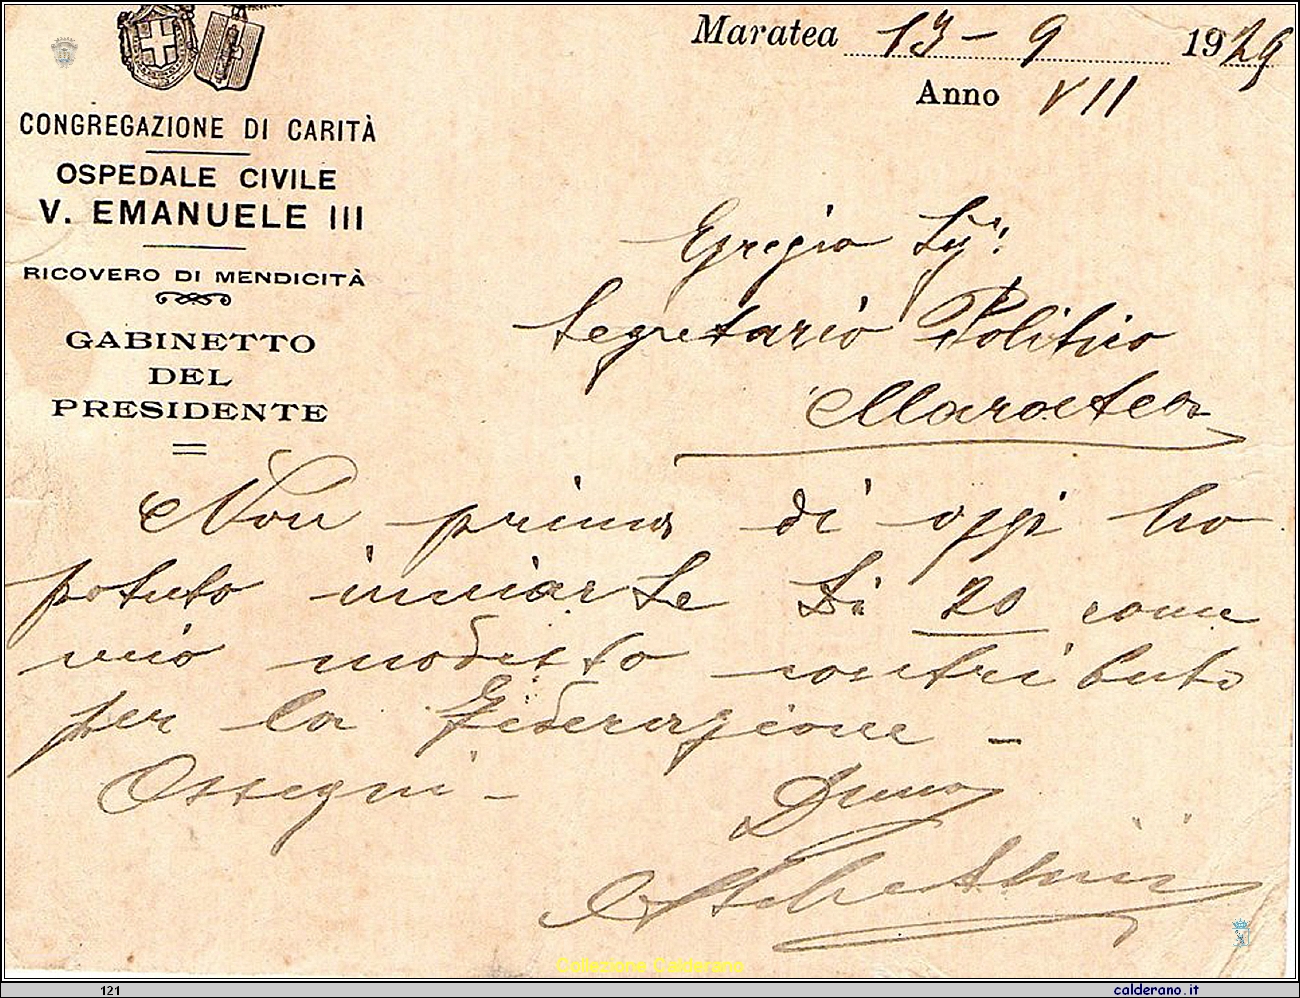 Maratea 13-9 1929
Anno VII
CONGREGAZIONE DI CARITÀ
OSPEDALE CIVILE
V. EMANUELE III
RICOVERO DI MENDICITÀ
GABINETTO
DEL
PRESIDENTE
Egregio Sigr:
Segretario Politico
Maratea
Non prima di oggi ho
potuto inviarLe Li 20 come
mio modesto contributo
per la Federazione -
Ossequi -
Collezione Calderano
121
calderano.it